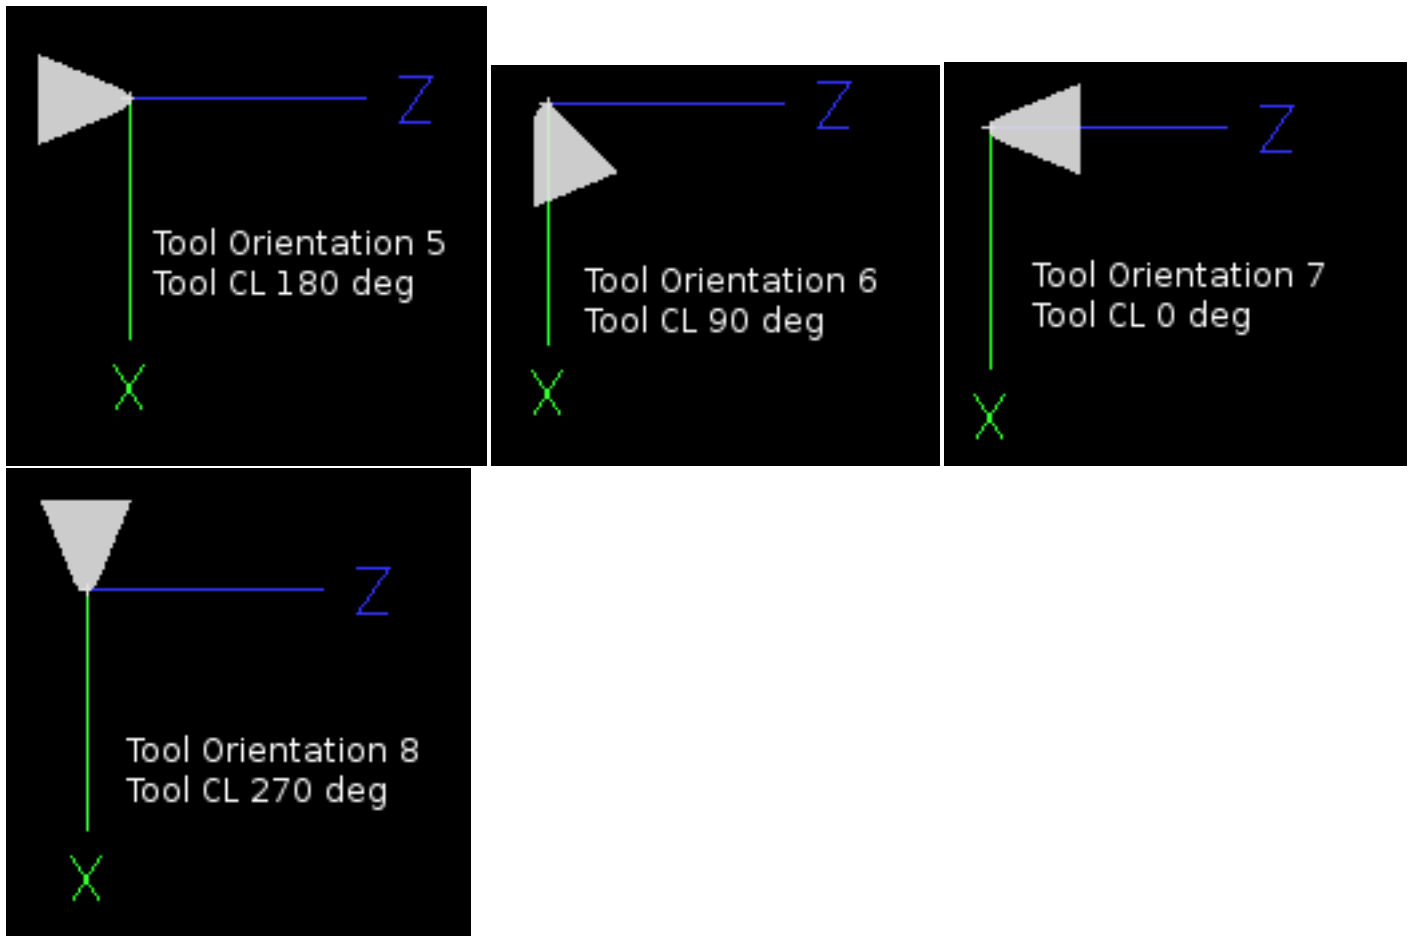 Z
Tool Orientation 5
Tool CL 180 deg
X
Z
Tool Orientation 6
Tool CL 90 deg
X
Z
Tool Orientation 7
Tool CL 0 deg
X
Z
Tool Orientation 8
Tool CL 270 deg
X